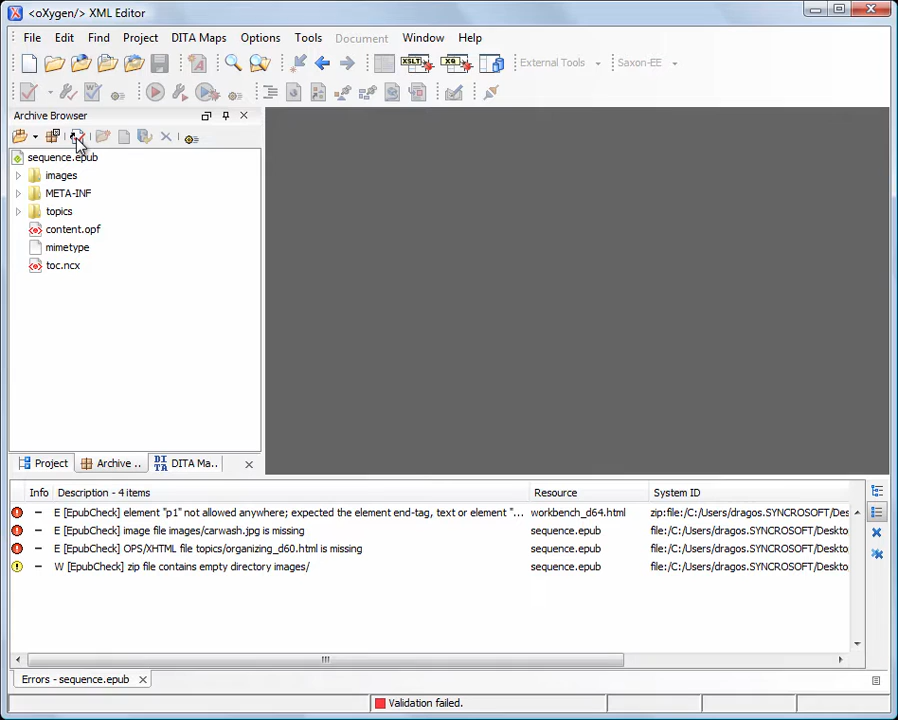 <oXygen/> XML Editor
File Edit Find Project DITA Maps Options Tools Document Window Help
XSLT XQ External Tools Saxon-EE
Archive Browser
sequence.epub
images
META-INF
topics
content.opf
mimetype
toc.ncx
Project Archive .. DITA Ma..
Info Description - 4 items Resource System ID
E [EpubCheck] element "p1" not allowed anywhere; expected the element end-tag, text or element "... workbench_d64.html zip:file:/C:/Users/dragos.SYNCROSOFT/Des
E [EpubCheck] image file images/carwash.jpg is missing sequence.epub file:/C:/Users/dragos.SYNCROSOFT/Deskto
E [EpubCheck] OPS/XHTML file topics/organizing_d60.html is missing sequence.epub file:/C:/Users/dragos.SYNCROSOFT/Deskto
W [EpubCheck] zip file contains empty directory images/ sequence.epub file:/C:/Users/dragos.SYNCROSOFT/Deskto
Errors - sequence.epub
Validation failed.